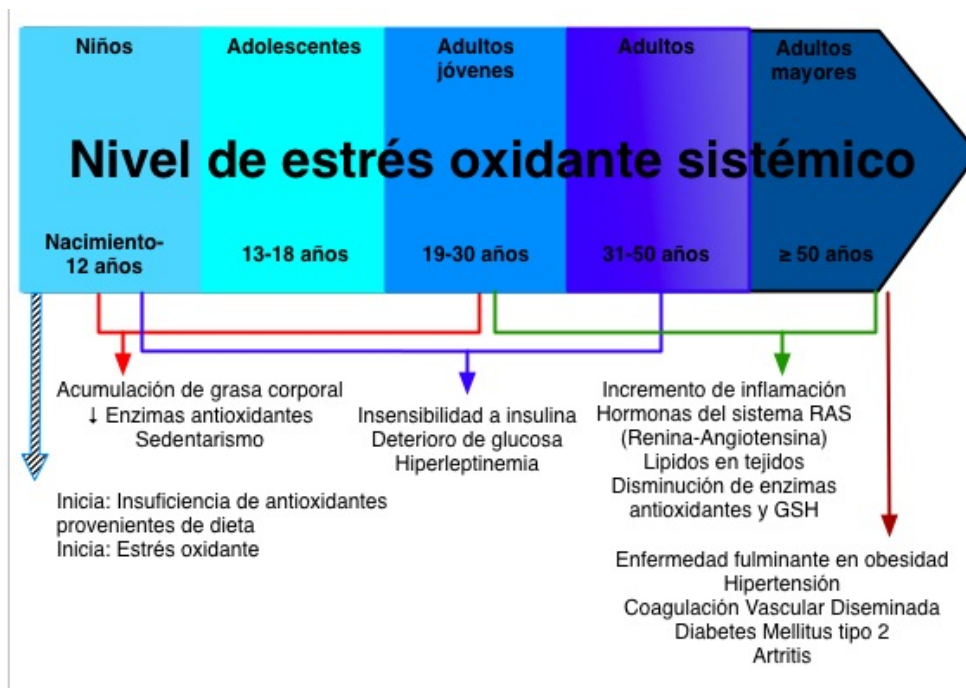 Niños
Adolescentes
Adultos
jóvenes
Adultos
Adultos
mayores
Nivel de estrés oxidante sistémico
Nacimiento-
12 años
13-18 años
19-30 años
31-50 años
≥ 50 años
Acumulación de grasa corporal
↓ Enzimas antioxidantes
Sedentarismo
Inicia: Insuficiencia de antioxidantes
provenientes de dieta
Inicia: Estrés oxidante
Insensibilidad a insulina
Deterioro de glucosa
Hiperleptinemia
Incremento de inflamación
Hormonas del sistema RAS
(Renina-Angiotensina)
Lipidos en tejidos
Disminución de enzimas
antioxidantes y GSH
Enfermedad fulminante en obesidad
Hipertensión
Coagulación Vascular Diseminada
Diabetes Mellitus tipo 2
Artritis